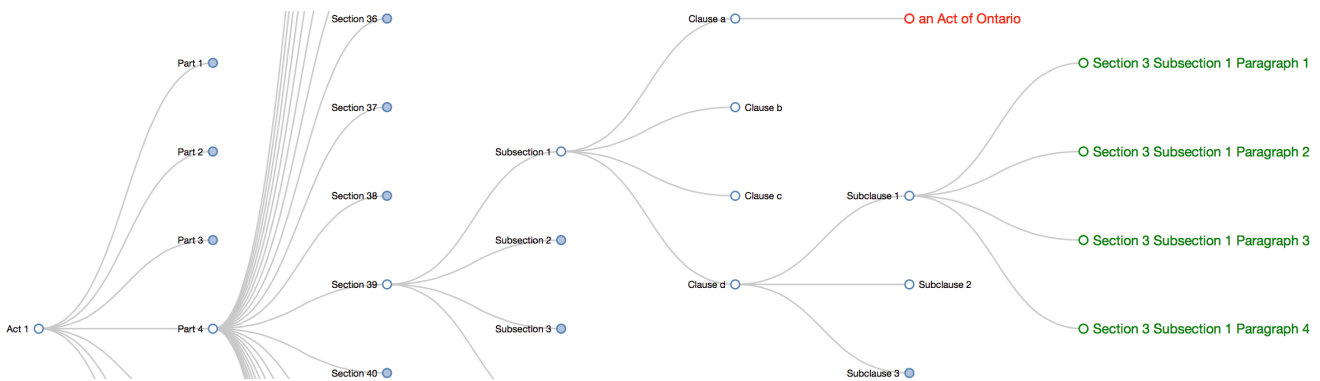 Act 1
Part 1
Part 2
Part 3
Part 4
Section 36
Section 37
Section 38
Section 39
Section 40
Subsection 1
Subsection 2
Subsection 3
Clause a
Clause b
Clause c
Clause d
an Act of Ontario
Subclause 1
Subclause 2
Subclause 3
Section 3 Subsection 1 Paragraph 1
Section 3 Subsection 1 Paragraph 2
Section 3 Subsection 1 Paragraph 3
Section 3 Subsection 1 Paragraph 4